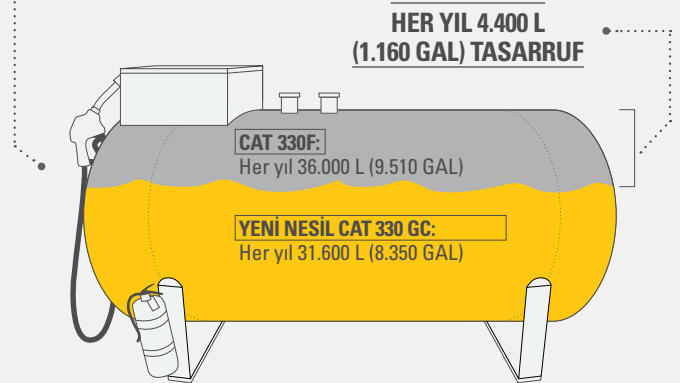 HER YIL 4.400 L
(1.160 GAL) TASARRUF
CAT 330F:
Her yıl 36.000 L (9.510 GAL)
YENİ NESİL CAT 330 GC:
Her yıl 31.600 L (8.350 GAL)